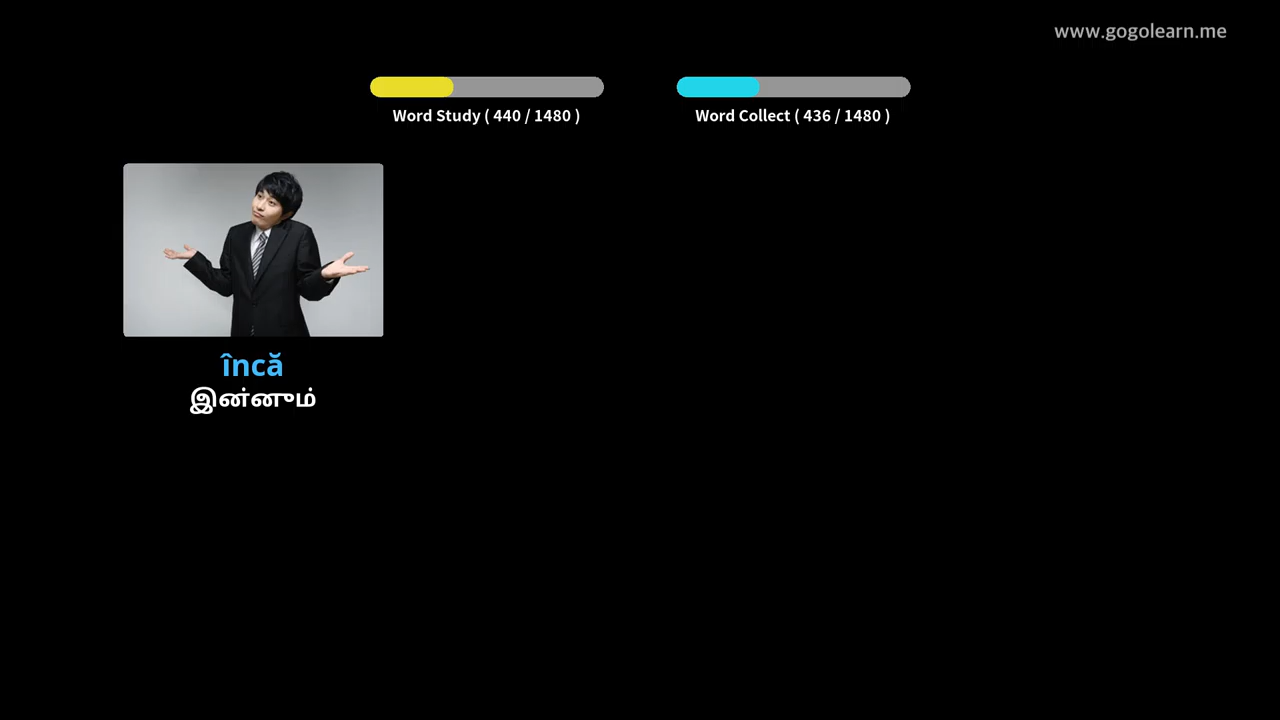 www.gogolearn.me
Word Study ( 440 / 1480 )
Word Collect ( 436 / 1480 )
încă
இன்னும்